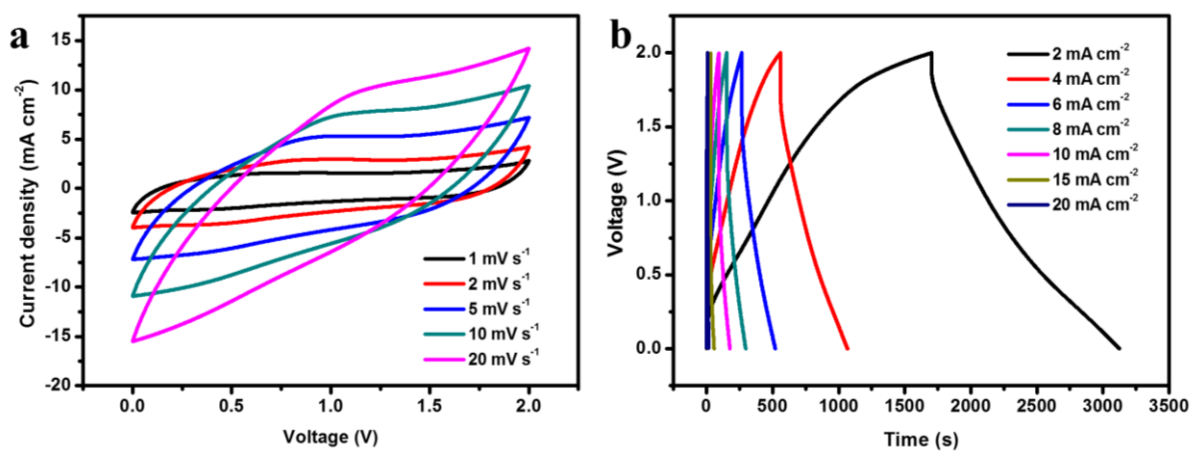 a
Current density (mA cm⁻²)
15
10
5
0
-5
-10
-15
-20
1 mV s⁻¹
2 mV s⁻¹
5 mV s⁻¹
10 mV s⁻¹
20 mV s⁻¹
0.0 0.5 1.0 1.5 2.0
Voltage (V)
b
Voltage (V)
2.0
1.5
1.0
0.5
0.0
2 mA cm⁻²
4 mA cm⁻²
6 mA cm⁻²
8 mA cm⁻²
10 mA cm⁻²
15 mA cm⁻²
20 mA cm⁻²
0 500 1000 1500 2000 2500 3000 3500
Time (s)